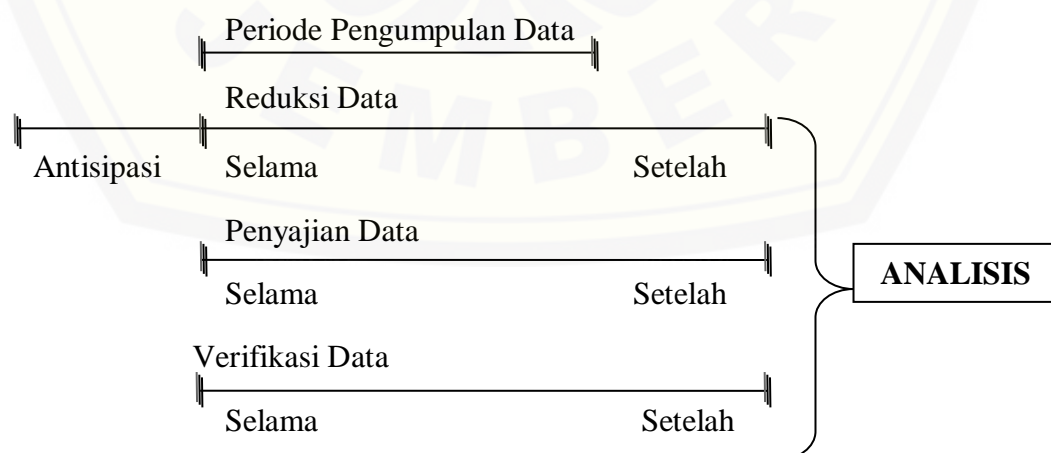 Periode Pengumpulan Data
Reduksi Data
Antisipasi Selama Setelah
Penyajian Data
ANALISIS
Selama Setelah
Verifikasi Data
Selama Setelah